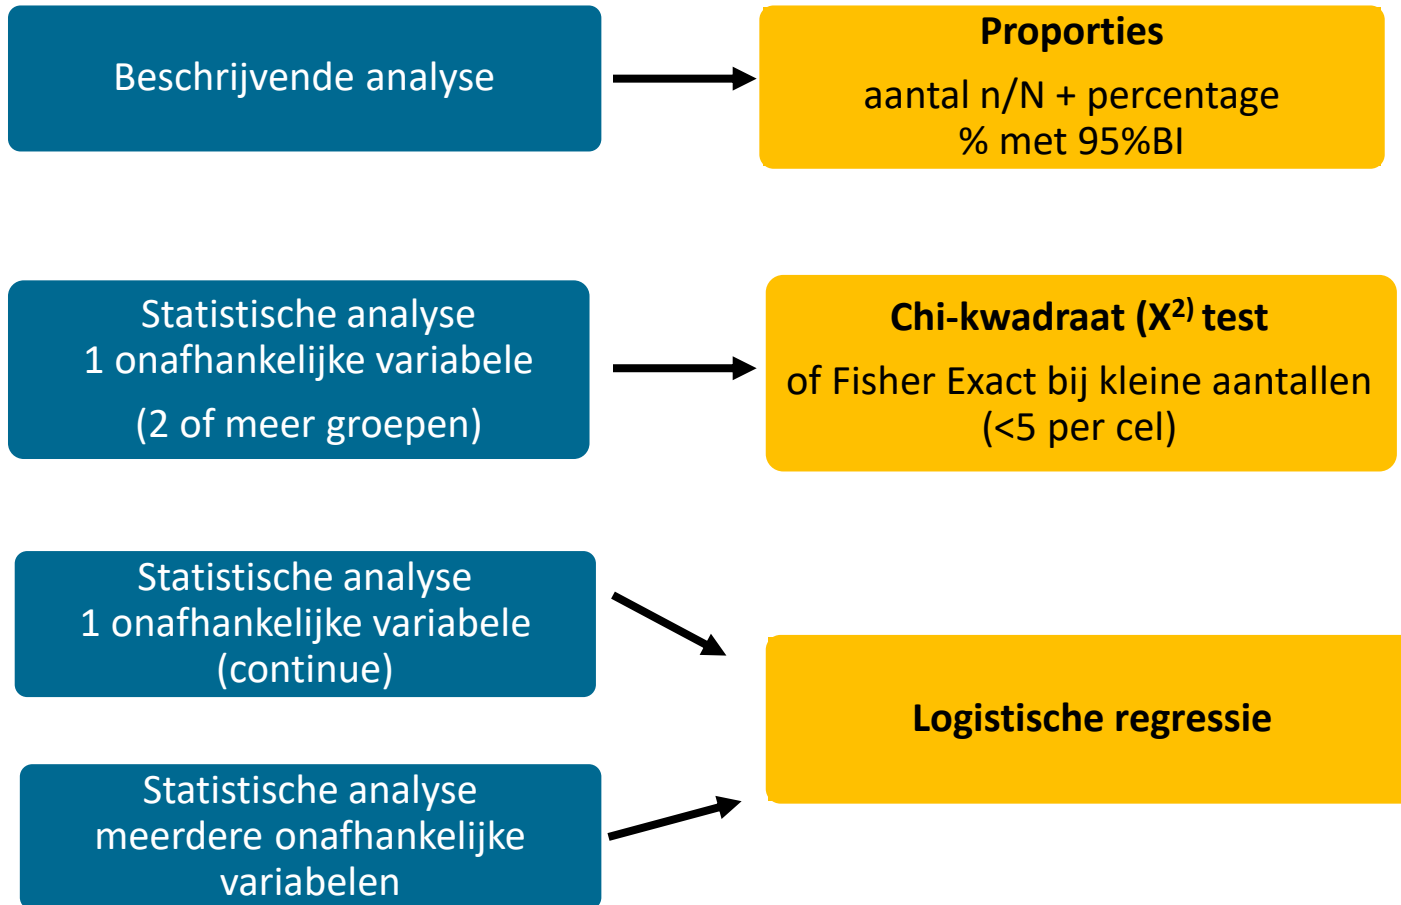 Beschrijvende analyse
Proporties
aantal n/N + percentage
% met 95%BI
Statistische analyse
1 onafhankelijke variabele
(2 of meer groepen)
Chi-kwadraat (X²⁾ test
of Fisher Exact bij kleine aantallen
(<5 per cel)
Statistische analyse
1 onafhankelijke variabele
(continue)
Logistische regressie
Statistische analyse
meerdere onafhankelijke
variabelen